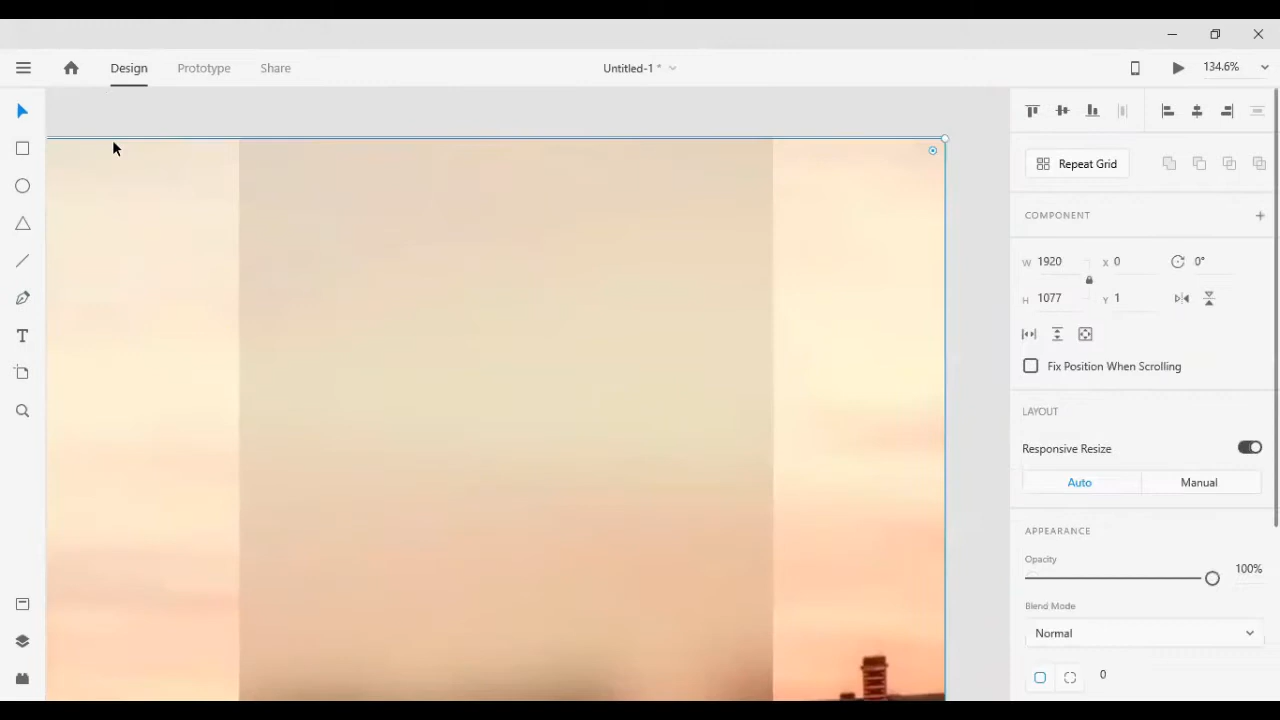 Design
Prototype
Share
Untitled-1 *
134.6%
Repeat Grid
COMPONENT
W 1920
X 0
0°
H 1077
Y 1
Fix Position When Scrolling
LAYOUT
Responsive Resize
Auto
Manual
APPEARANCE
Opacity
100%
Blend Mode
Normal
0